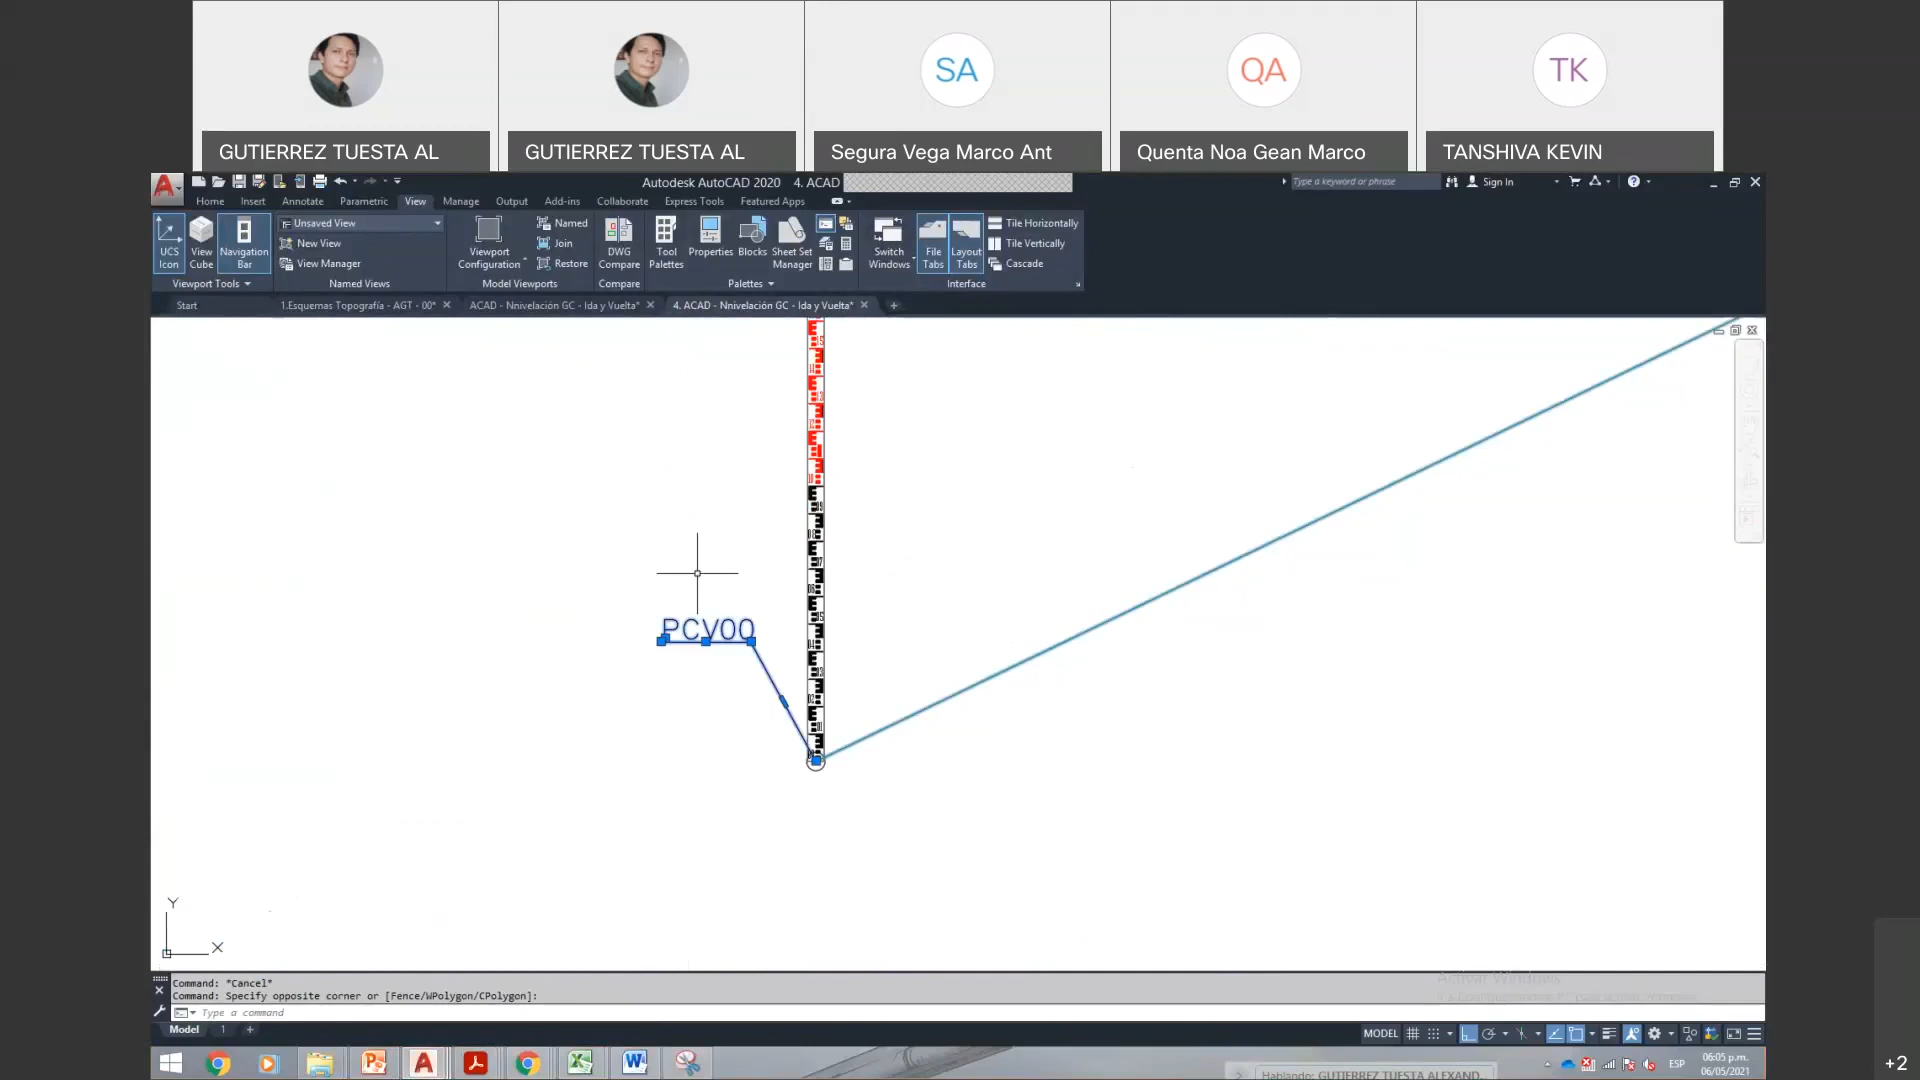 SA
QA
TK
GUTIERREZ TUESTA AL
GUTIERREZ TUESTA AL
Segura Vega Marco Ant
Quenta Noa Gean Marco
TANSHIVA KEVIN
Autodesk AutoCAD 2020 4. ACAD
Type a keyword or phrase
Sign In
Home Insert Annotate Parametric View Manage Output Add-ins Collaborate Express Tools Featured Apps
UCS Icon
View Cube
Navigation Bar
Viewport Tools
Unsaved View
New View
View Manager
Named Views
Viewport Configuration
Named
Join
Restore
Model Viewports
DWG Compare
Compare
Tool Palettes
Properties
Blocks
Sheet Set Manager
Palettes
Switch Windows
File Tabs
Layout Tabs
Tile Horizontally
Tile Vertically
Cascade
Interface
Start
1.Esquemas Topografía - AGT - 00*
ACAD - Nnivelación GC - Ida y Vuelta*
4. ACAD - Nnivelación GC - Ida y Vuelta*
PCV00
Y
X
Command: *Cancel*
Command: Specify opposite corner or [Fence/WPolygon/CPolygon]:
Type a command
Activar Windows
Model 1 +
MODEL
Hablando: GUTIERREZ TUESTA ALEXAND...
ESP
06:05 p.m.
06/05/2021
+2